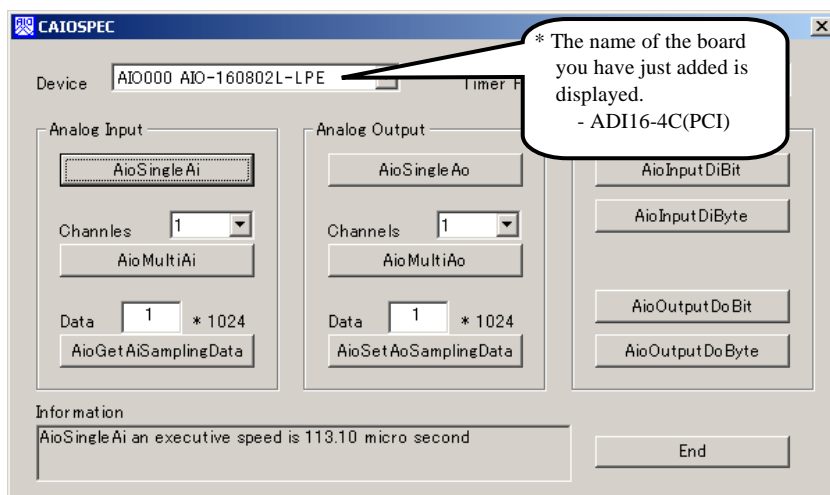 CAIOSPEC
* The name of the board
you have just added is
displayed.
- ADI16-4C(PCI)
Device AIO000 AIO-160802L-LPE Timer
Analog Input
AioSingleAi
Channles 1
AioMultiAi
Data 1 * 1024
AioGetAiSamplingData
Analog Output
AioSingleAo
Channels 1
AioMultiAo
Data 1 * 1024
AioSetAoSamplingData
AioInputDiBit
AioInputDiByte
AioOutputDoBit
AioOutputDoByte
Information
AioSingleAi an executive speed is 113.10 micro second
End